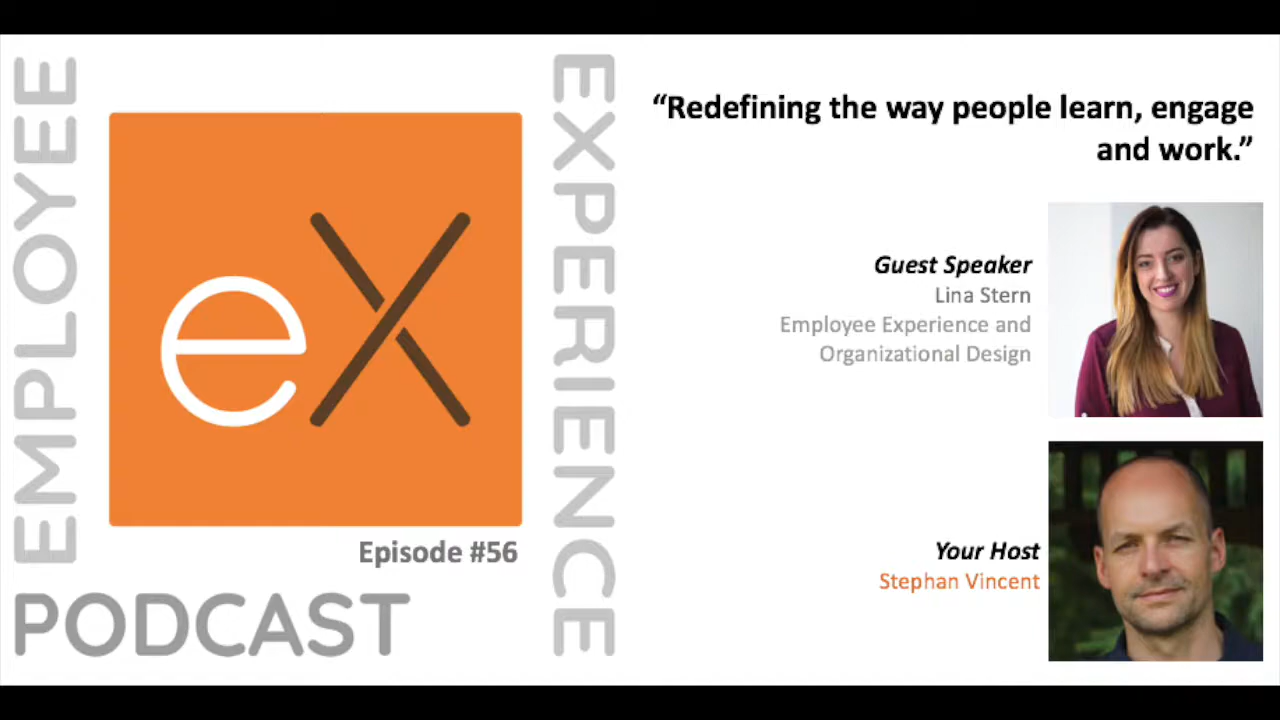 EMPLOYEE
EXPERIENCE
eX
Episode #56
PODCAST
“Redefining the way people learn, engage
and work.”
Guest Speaker
Lina Stern
Employee Experience and
Organizational Design
Your Host
Stephan Vincent